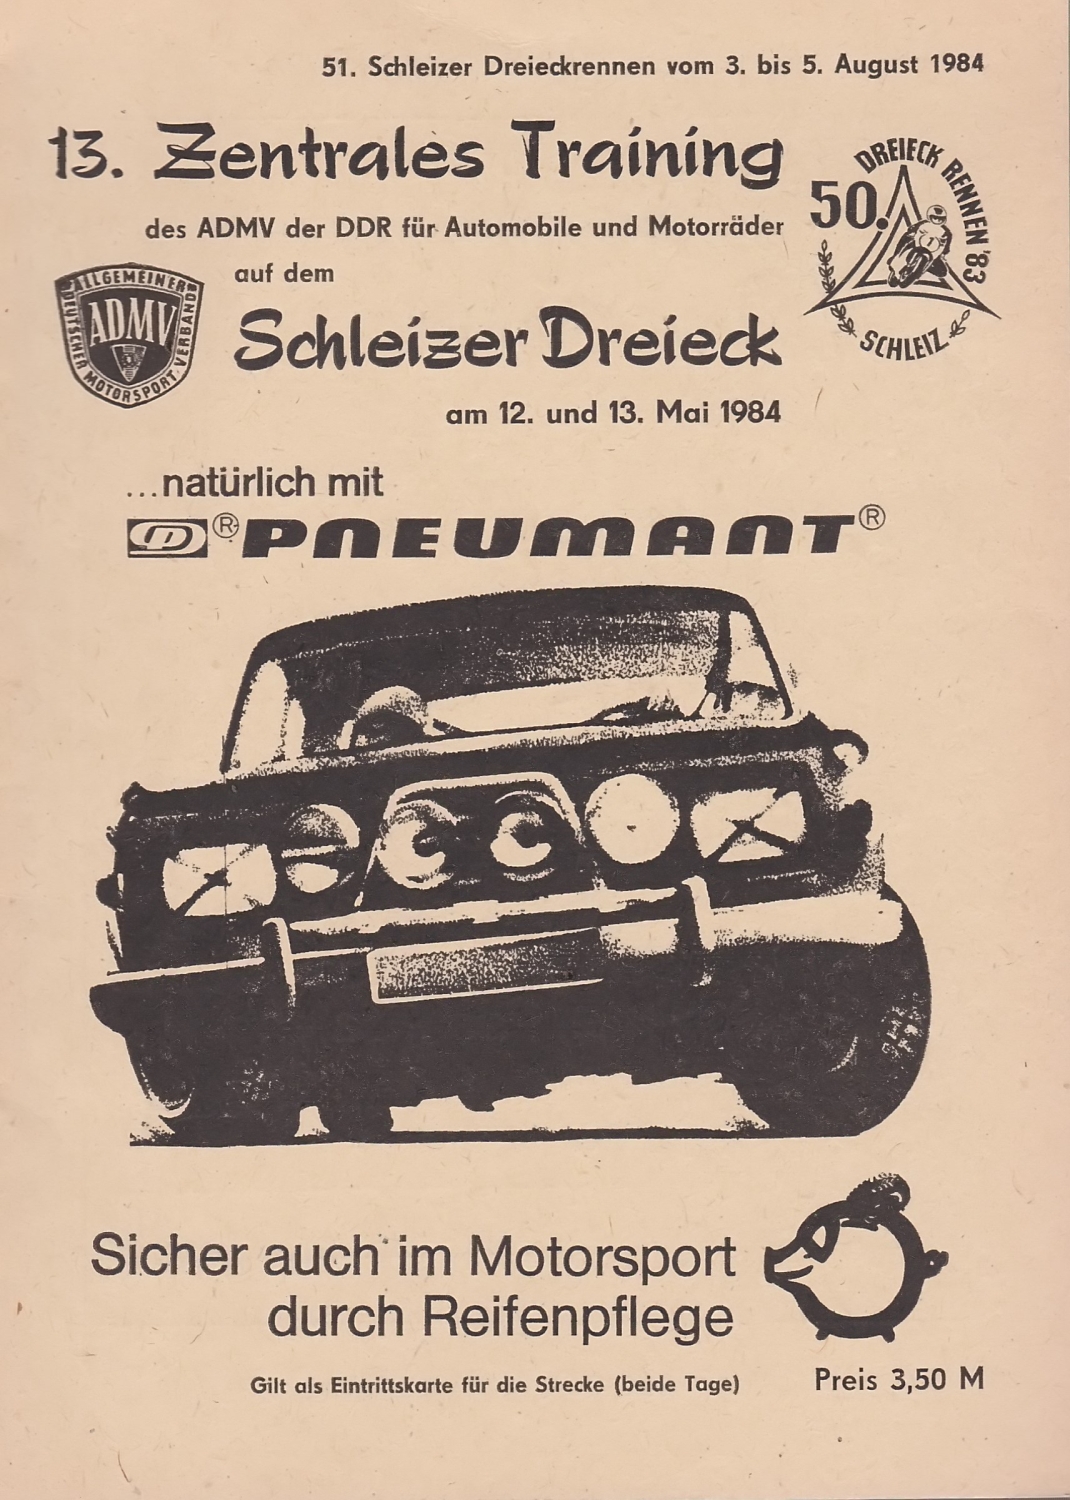 51. Schleizer Dreieckrennen vom 3. bis 5. August 1984
13. Zentrales Training
des ADMV der DDR für Automobile und Motorräder
auf dem
Schleizer Dreieck
am 12. und 13. Mai 1984
ALLGEMEINER DEUTSCHER MOTORSPORT-VERBAND
ADMV
50. DREIECK RENNEN '83
SCHLEIZ
...natürlich mit
® PNEUMANT®
Sicher auch im Motorsport
durch Reifenpflege
Gilt als Eintrittskarte für die Strecke (beide Tage)
Preis 3,50 M